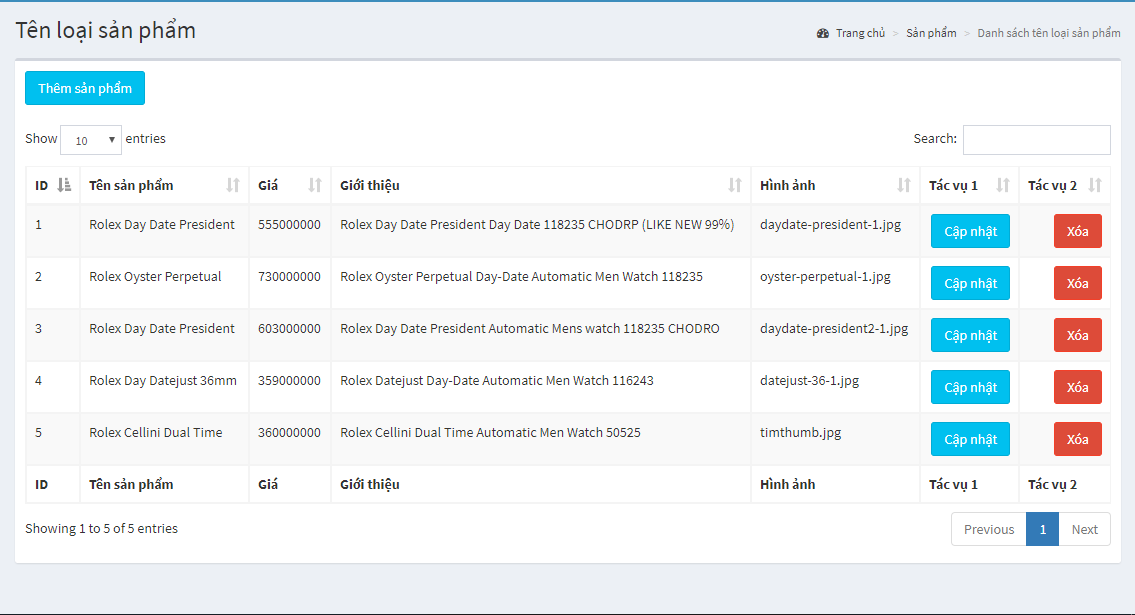 Tên loại sản phẩm
Trang chủ > Sản phẩm > Danh sách tên loại sản phẩm
Thêm sản phẩm
Show 10 entries Search:
ID Tên sản phẩm Giá Giới thiệu Hình ảnh Tác vụ 1 Tác vụ 2
1 Rolex Day Date President 555000000 Rolex Day Date President Day Date 118235 CHODRP (LIKE NEW 99%) daydate-president-1.jpg Cập nhật Xóa
2 Rolex Oyster Perpetual 730000000 Rolex Oyster Perpetual Day-Date Automatic Men Watch 118235 oyster-perpetual-1.jpg Cập nhật Xóa
3 Rolex Day Date President 603000000 Rolex Day Date President Automatic Mens watch 118235 CHODRO daydate-president2-1.jpg Cập nhật Xóa
4 Rolex Day Datejust 36mm 359000000 Rolex Datejust Day-Date Automatic Men Watch 116243 datejust-36-1.jpg Cập nhật Xóa
5 Rolex Cellini Dual Time 360000000 Rolex Cellini Dual Time Automatic Men Watch 50525 timthumb.jpg Cập nhật Xóa
ID Tên sản phẩm Giá Giới thiệu Hình ảnh Tác vụ 1 Tác vụ 2
Showing 1 to 5 of 5 entries Previous 1 Next